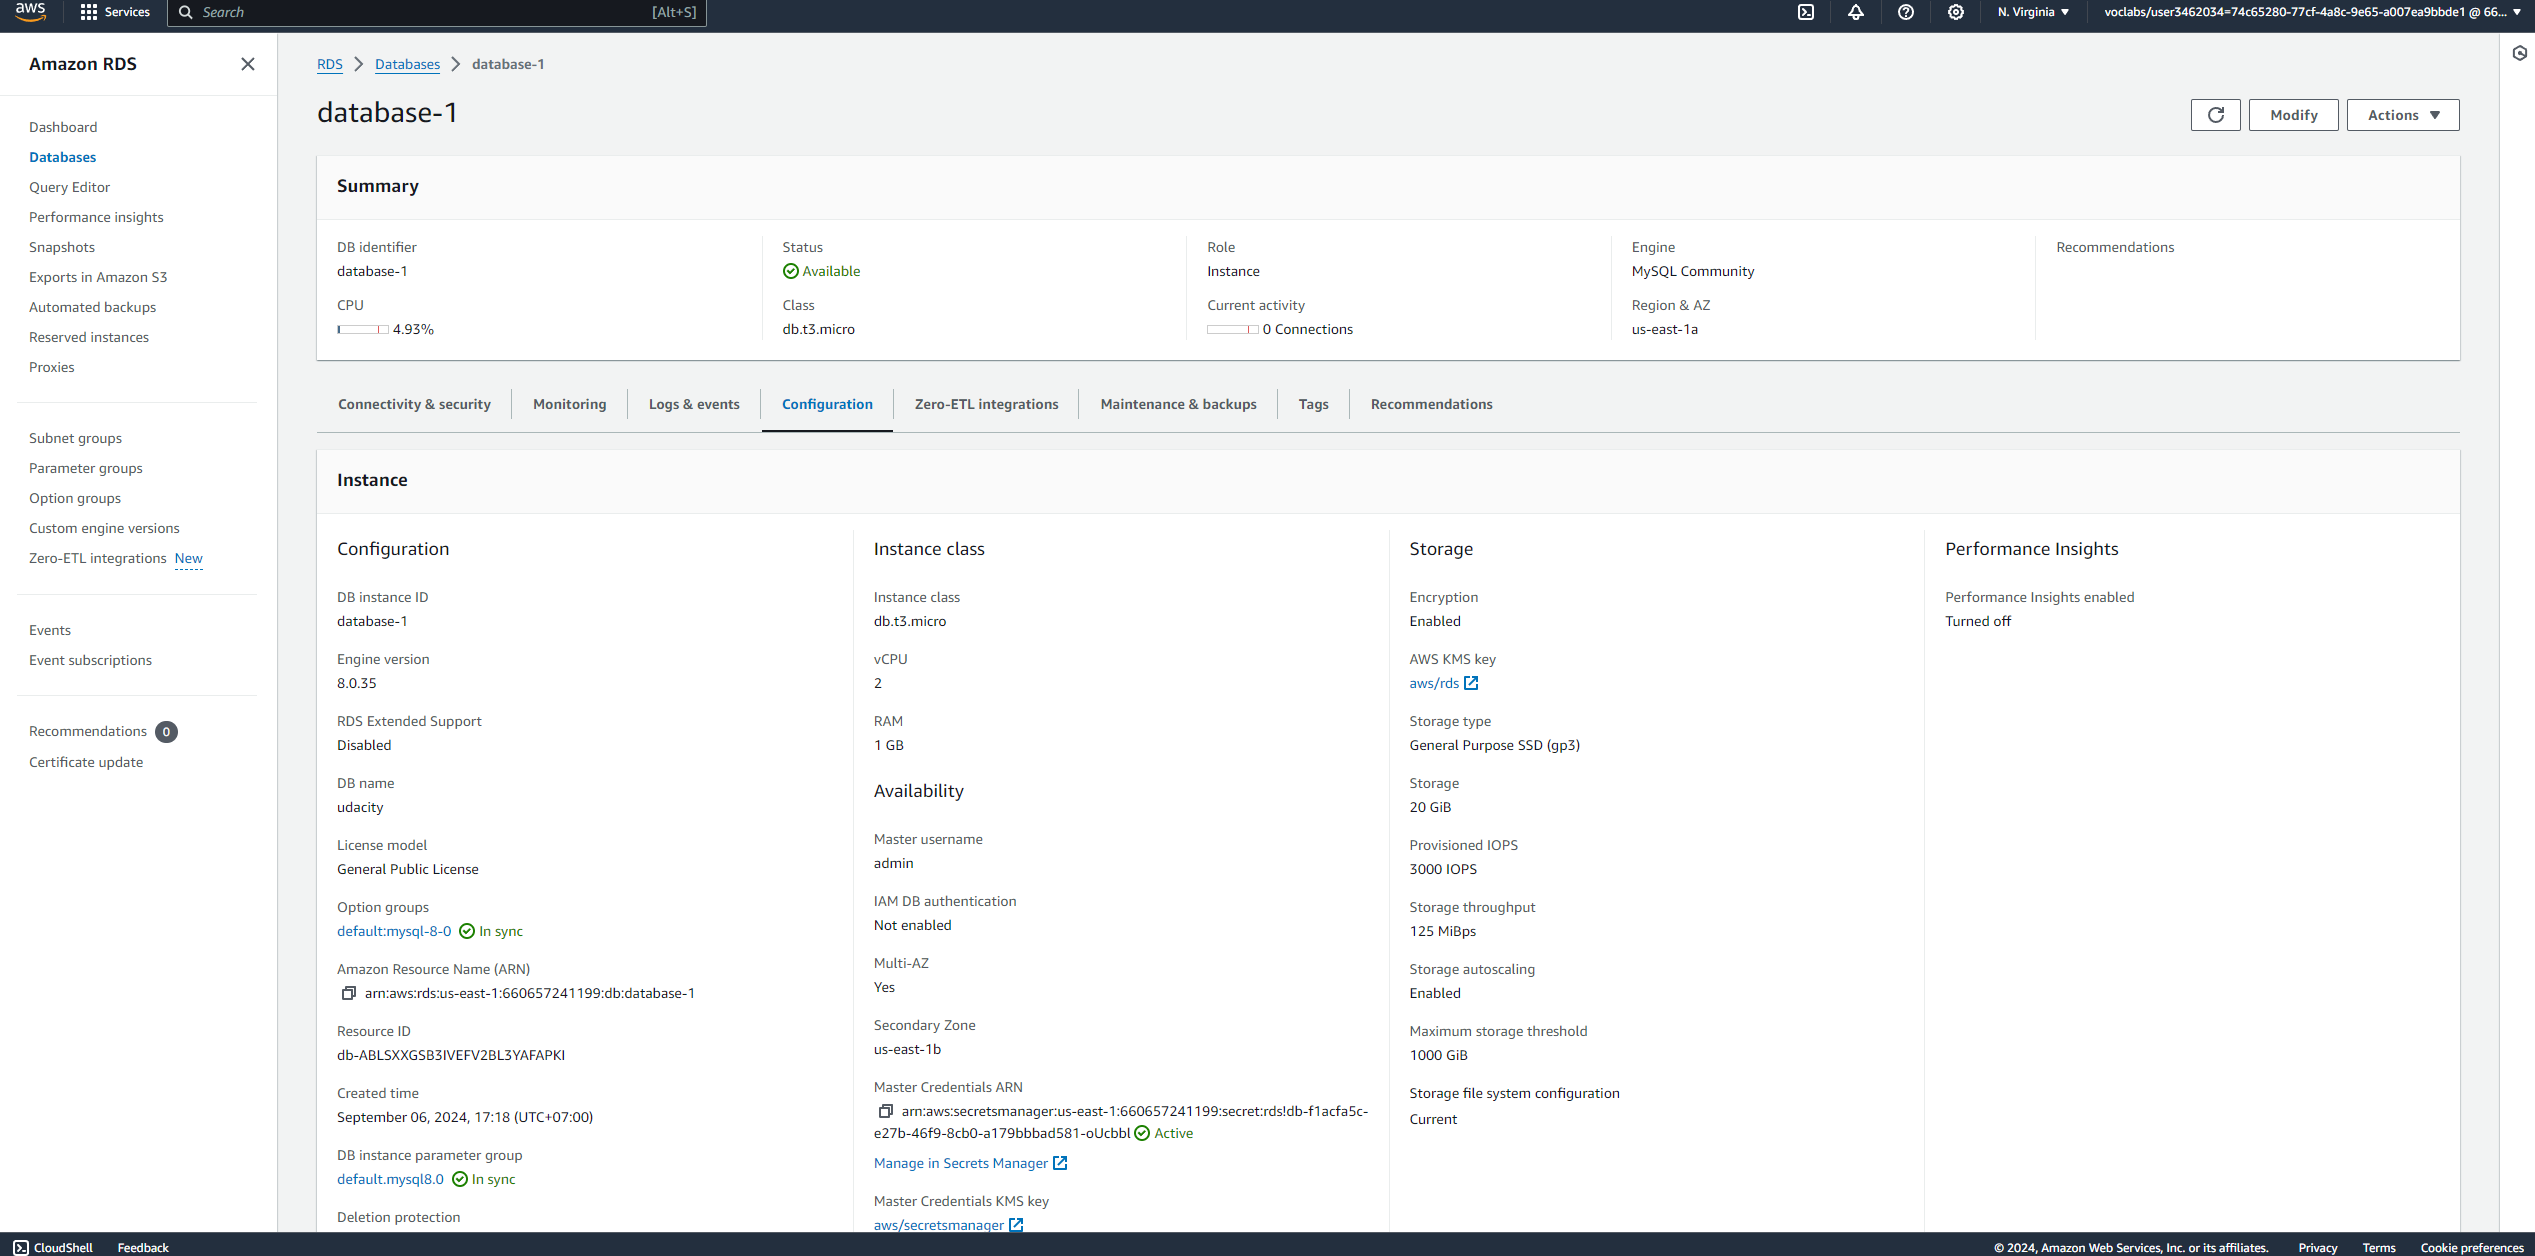 aws
Services
Search
[Alt+S]
N. Virginia
voclabs/user3462034=74c65280-77cf-4a8c-9e65-a007ea9bbde1 @ 66...
Amazon RDS
Dashboard
Databases
Query Editor
Performance insights
Snapshots
Exports in Amazon S3
Automated backups
Reserved instances
Proxies
Subnet groups
Parameter groups
Option groups
Custom engine versions
Zero-ETL integrations New
Events
Event subscriptions
Recommendations 0
Certificate update
RDS > Databases > database-1
database-1
Modify
Actions
Summary
DB identifier
database-1
CPU
4.93%
Status
Available
Class
db.t3.micro
Role
Instance
Current activity
0 Connections
Engine
MySQL Community
Region & AZ
us-east-1a
Recommendations
Connectivity & security
Monitoring
Logs & events
Configuration
Zero-ETL integrations
Maintenance & backups
Tags
Recommendations
Instance
Configuration
DB instance ID
database-1
Engine version
8.0.35
RDS Extended Support
Disabled
DB name
udacity
License model
General Public License
Option groups
default:mysql-8-0 In sync
Amazon Resource Name (ARN)
arn:aws:rds:us-east-1:660657241199:db:database-1
Resource ID
db-ABLSXXGSB3IVEFV2BL3YAFAPKI
Created time
September 06, 2024, 17:18 (UTC+07:00)
DB instance parameter group
default.mysql8.0 In sync
Deletion protection
Instance class
Instance class
db.t3.micro
vCPU
2
RAM
1 GB
Availability
Master username
admin
IAM DB authentication
Not enabled
Multi-AZ
Yes
Secondary Zone
us-east-1b
Master Credentials ARN
arn:aws:secretsmanager:us-east-1:660657241199:secret:rds!db-f1acfa5c-
e27b-46f9-8cb0-a179bbbad581-oUcbbl Active
Manage in Secrets Manager
Master Credentials KMS key
aws/secretsmanager
Storage
Encryption
Enabled
AWS KMS key
aws/rds
Storage type
General Purpose SSD (gp3)
Storage
20 GiB
Provisioned IOPS
3000 IOPS
Storage throughput
125 MiBps
Storage autoscaling
Enabled
Maximum storage threshold
1000 GiB
Storage file system configuration
Current
Performance Insights
Performance Insights enabled
Turned off
CloudShell
Feedback
© 2024, Amazon Web Services, Inc. or its affiliates.
Privacy
Terms
Cookie preferences